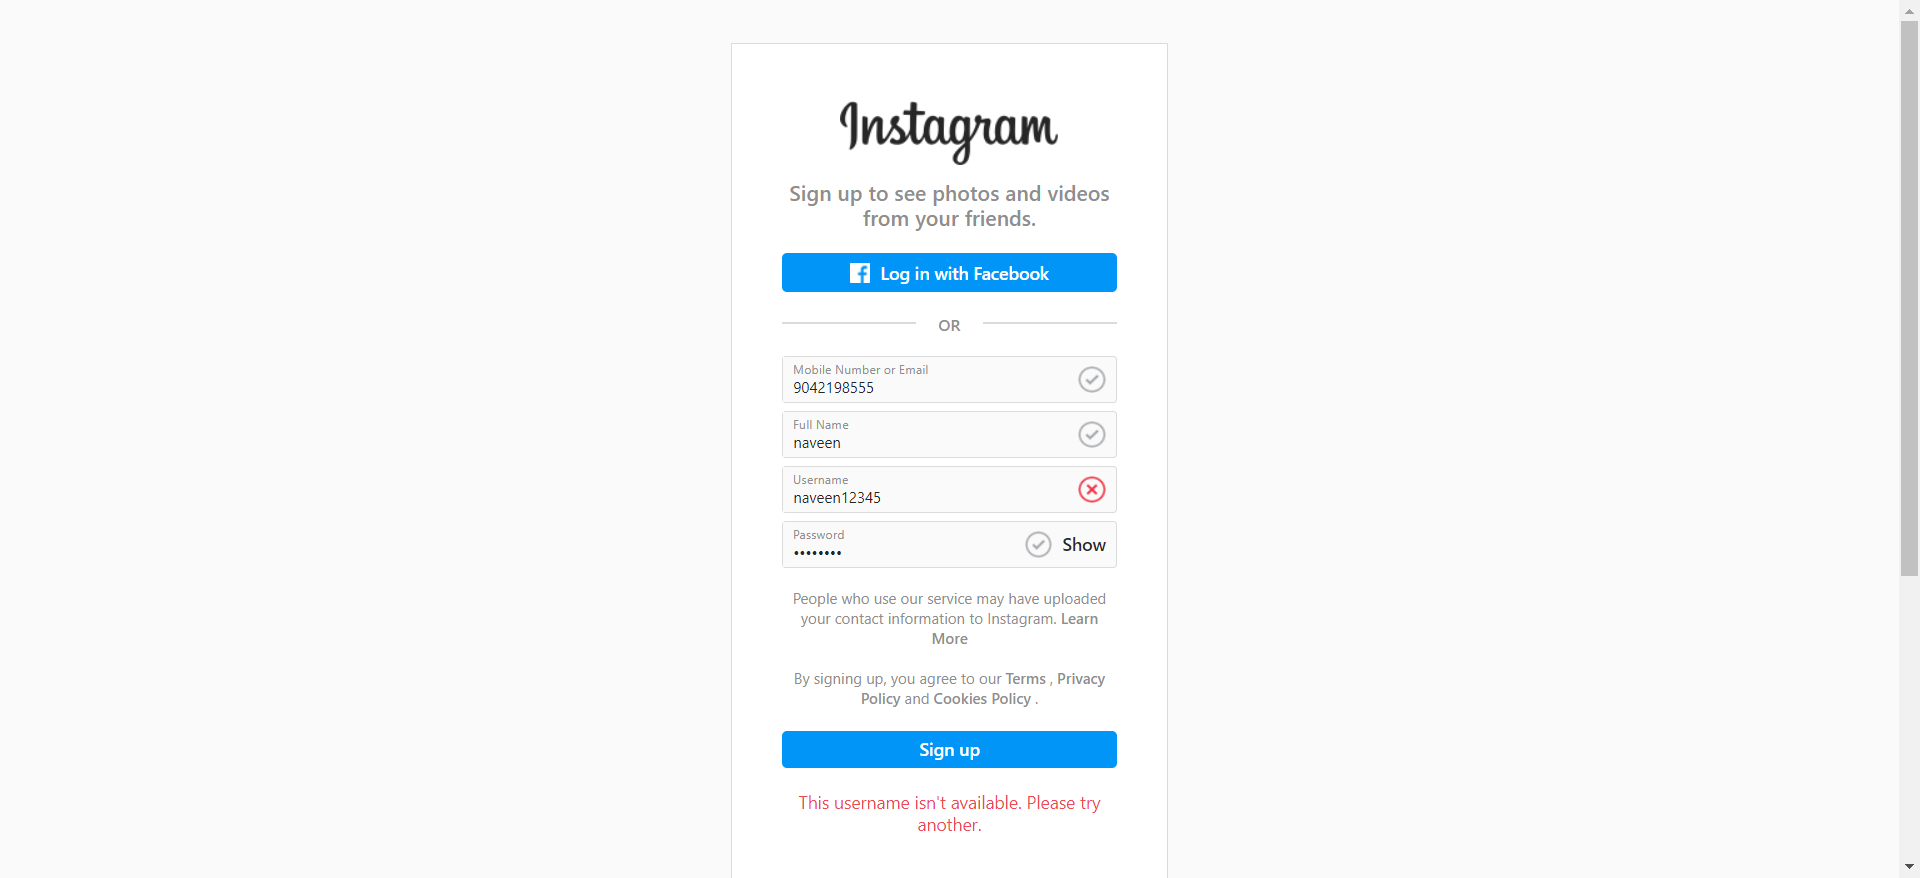 Instagram
Sign up to see photos and videos
from your friends.
Log in with Facebook
OR
Mobile Number or Email
9042198555
Full Name
naveen
Username
naveen12345
Password
••••••••
Show
People who use our service may have uploaded
your contact information to Instagram. Learn
More
By signing up, you agree to our Terms , Privacy
Policy and Cookies Policy .
Sign up
This username isn't available. Please try
another.